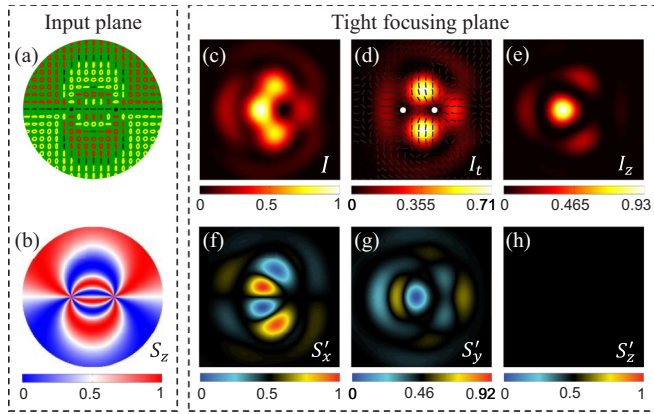 Input plane
Tight focusing plane
(a)
(c)
I
0 0.5 1
(d)
I_t
0 0.355 0.71
(e)
I_z
0 0.465 0.93
(b)
S_z
0 0.5 1
(f)
S′_x
0 0.5 1
(g)
S′_y
0 0.46 0.92
(h)
S′_z
0 0.5 1